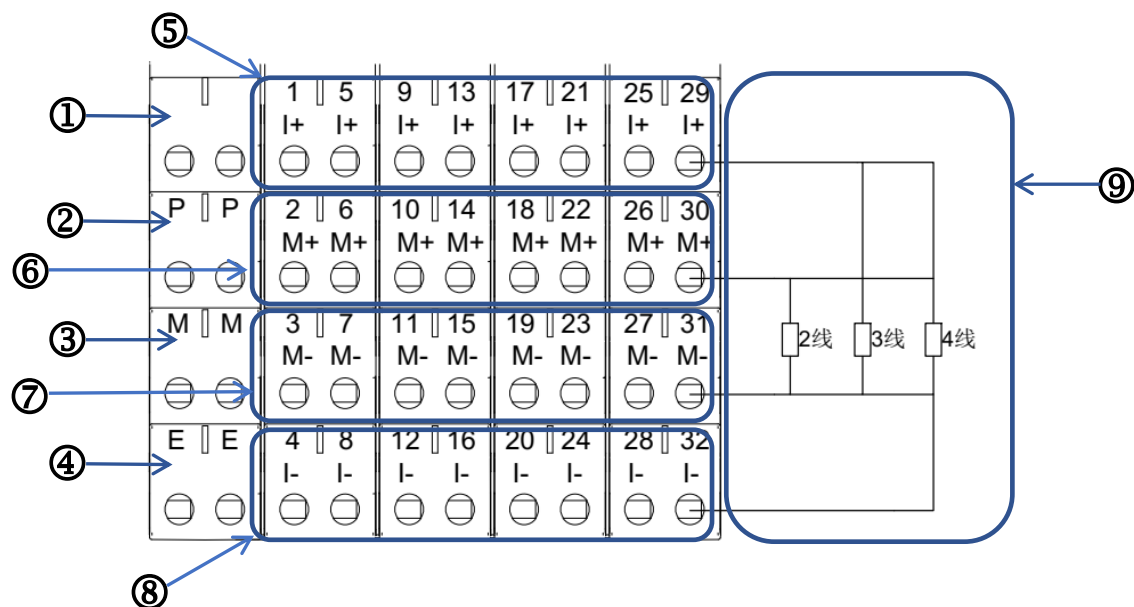 ⑤
① 1 5 9 13 17 21 25 29
I+ I+ I+ I+ I+ I+ I+ I+
⑨
② P P 2 6 10 14 18 22 26 30
⑥ M+ M+ M+ M+ M+ M+ M+ M+
③ M M 3 7 11 15 19 23 27 31
2线 3线 4线
⑦ M- M- M- M- M- M- M- M-
④ E E 4 8 12 16 20 24 28 32
I- I- I- I- I- I- I- I-
⑧